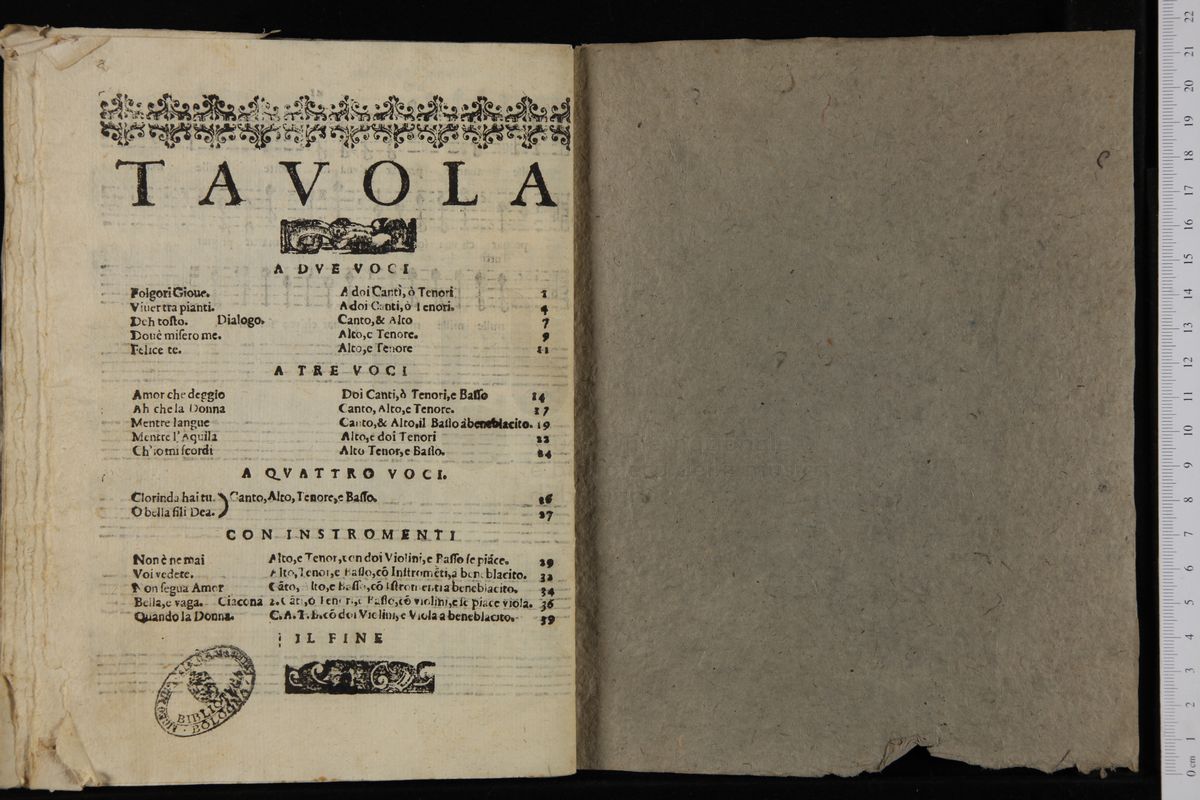 TAVOLA
A DVE VOCI
Folgori Gioue. A doi Canti, ò Tenori 1
Viuer tra pianti. A doi Canti, ò Tenori. 4
Deh tosto. Dialogo. Canto, & Alto 7
Douè misero me. Alto, e Tenore. 9
Felice te. Alto, e Tenore 11
A TRE VOCI
Amor che deggio Doi Canti, ò Tenori, e Basso 14
Ah che la Donna Canto, Alto, e Tenore. 17
Mentre langue Canto, & Alto, il Basso à beneblacito. 19
Mentre l'Aquila Alto, e doi Tenori 22
Ch'io mi scordi Alto Tenor, e Basso. 24
A QVATTRO VOCI.
Clorinda hai tu. Canto, Alto, Tenore, e Basso. 26
O bella fili Dea. 27
CON INSTROMENTI
Non è ne mai Alto, e Tenor, con doi Violini, e Basso se piãce. 29
Voi vedete. Alto, Tenor, e Basso, cõ Instromẽti, a beneblacito. 32
Non segua Amor Cãto, Alto, e Basso, cõ Istromenti a beneblacito. 34
Bella, e vaga. Ciacona 2. Cãti, ò Tenori, e Basso, cõ violini, e se piace viola. 36
Quando la Donna. C. A. T. B. cõ doi Violini, e Viola a beneblacito. 39
IL FINE
BIBLIOTECA
BOLOGNA